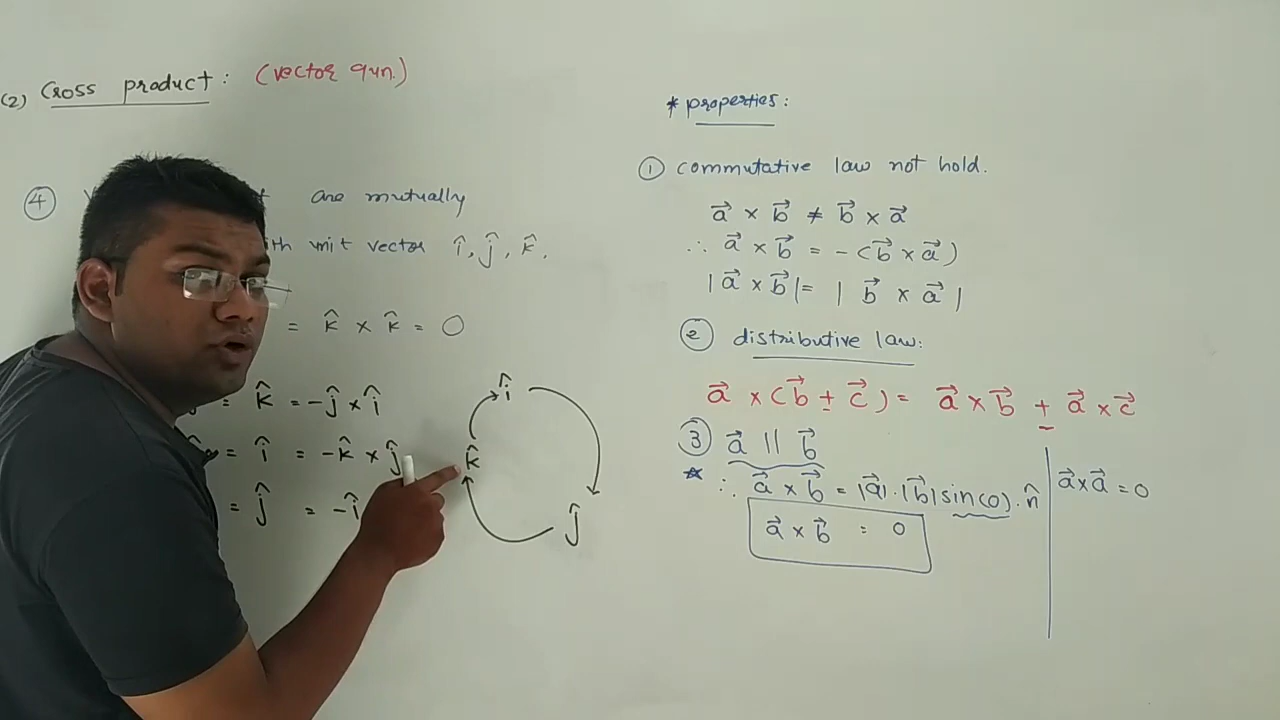 (2) Cross product : (vector qun.)
④ are mutually
unit vector î, ĵ, k̂.
= k̂ × k̂ = 0
= k̂ = -ĵ × î
= î = -k̂ × ĵ
= ĵ = -î
î
k̂
ĵ
* properties :
① commutative law not hold.
a⃗ × b⃗ ≠ b⃗ × a⃗
∴ a⃗ × b⃗ = -(b⃗ × a⃗)
|a⃗ × b⃗| = |b⃗ × a⃗|
② distributive law:
a⃗ × (b⃗ ± c⃗) = a⃗ × b⃗ ± a⃗ × c⃗
③ a⃗ || b⃗
∴ a⃗ × b⃗ = |a⃗|.|b⃗| sin(0).n̂
a⃗ × b⃗ = 0
a⃗ × a⃗ = 0